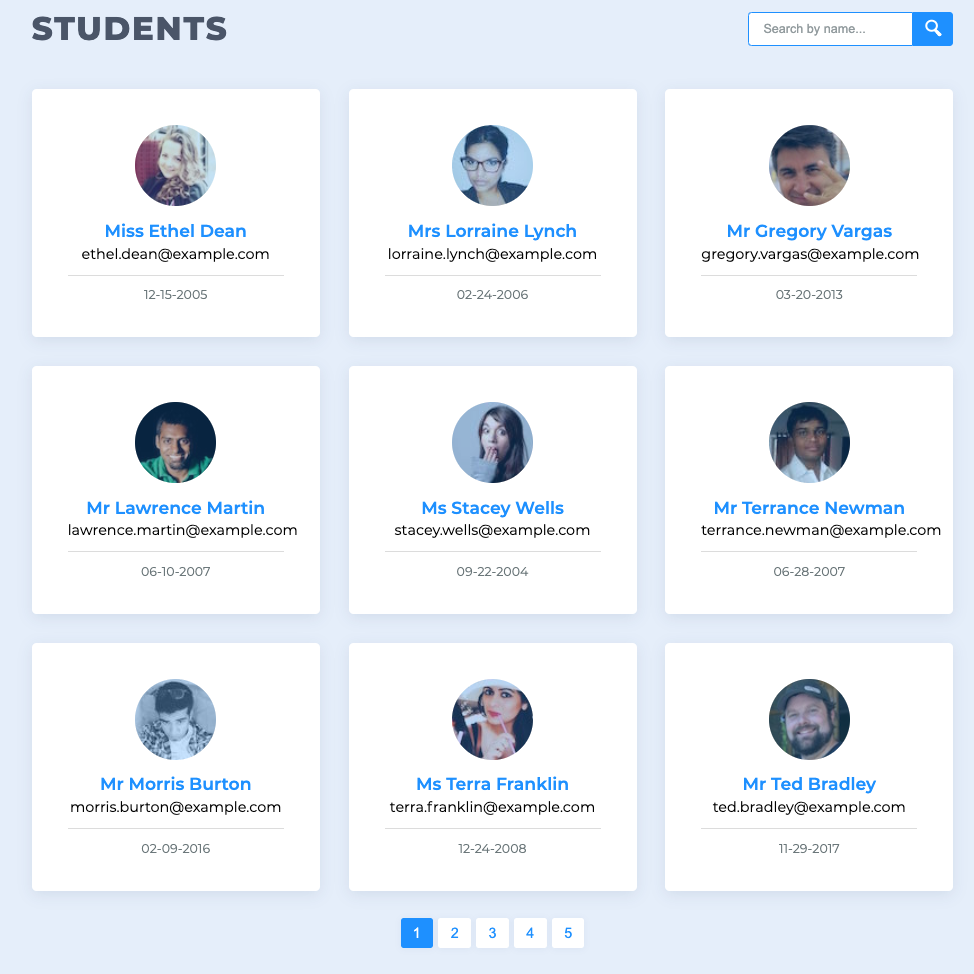 STUDENTS
Search by name...
Miss Ethel Dean
ethel.dean@example.com
12-15-2005
Mrs Lorraine Lynch
lorraine.lynch@example.com
02-24-2006
Mr Gregory Vargas
gregory.vargas@example.com
03-20-2013
Mr Lawrence Martin
lawrence.martin@example.com
06-10-2007
Ms Stacey Wells
stacey.wells@example.com
09-22-2004
Mr Terrance Newman
terrance.newman@example.com
06-28-2007
Mr Morris Burton
morris.burton@example.com
02-09-2016
Ms Terra Franklin
terra.franklin@example.com
12-24-2008
Mr Ted Bradley
ted.bradley@example.com
11-29-2017
1 2 3 4 5